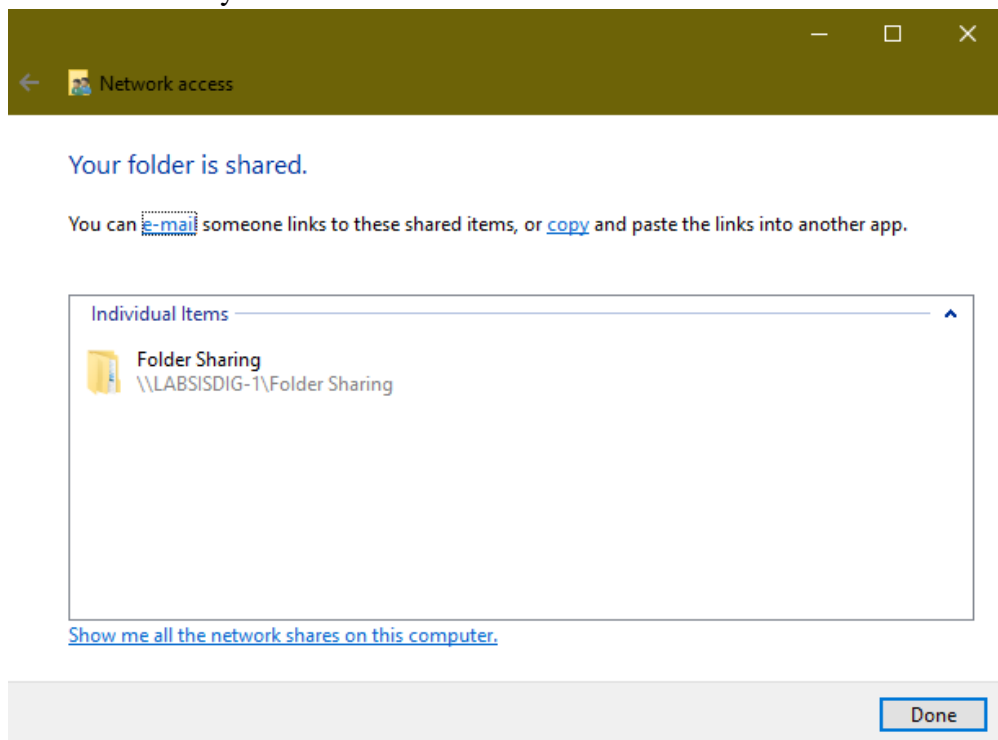 Network access
Your folder is shared.
You can e-mail someone links to these shared items, or copy and paste the links into another app.
Individual Items
Folder Sharing
\\LABSISDIG-1\Folder Sharing
Show me all the network shares on this computer.
Done